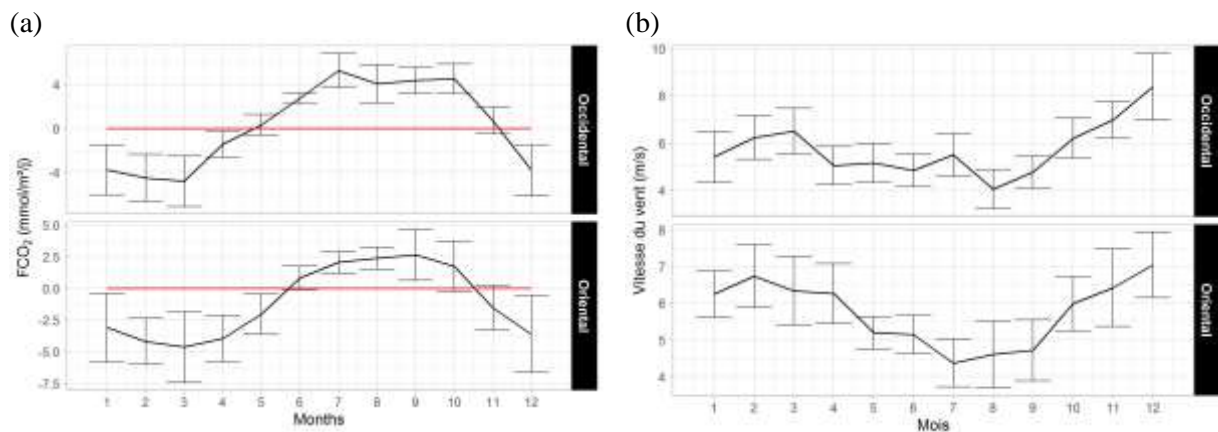 (a)
(b)
FCO₂ (mmol/m²/j)
4
0
-4
Occidental
5.0
2.5
0.0
-2.5
-5.0
-7.5
Oriental
1 2 3 4 5 6 7 8 9 10 11 12
Months
Vitesse du vent (m/s)
10
8
6
4
Occidental
8
7
6
5
4
Oriental
1 2 3 4 5 6 7 8 9 10 11 12
Mois